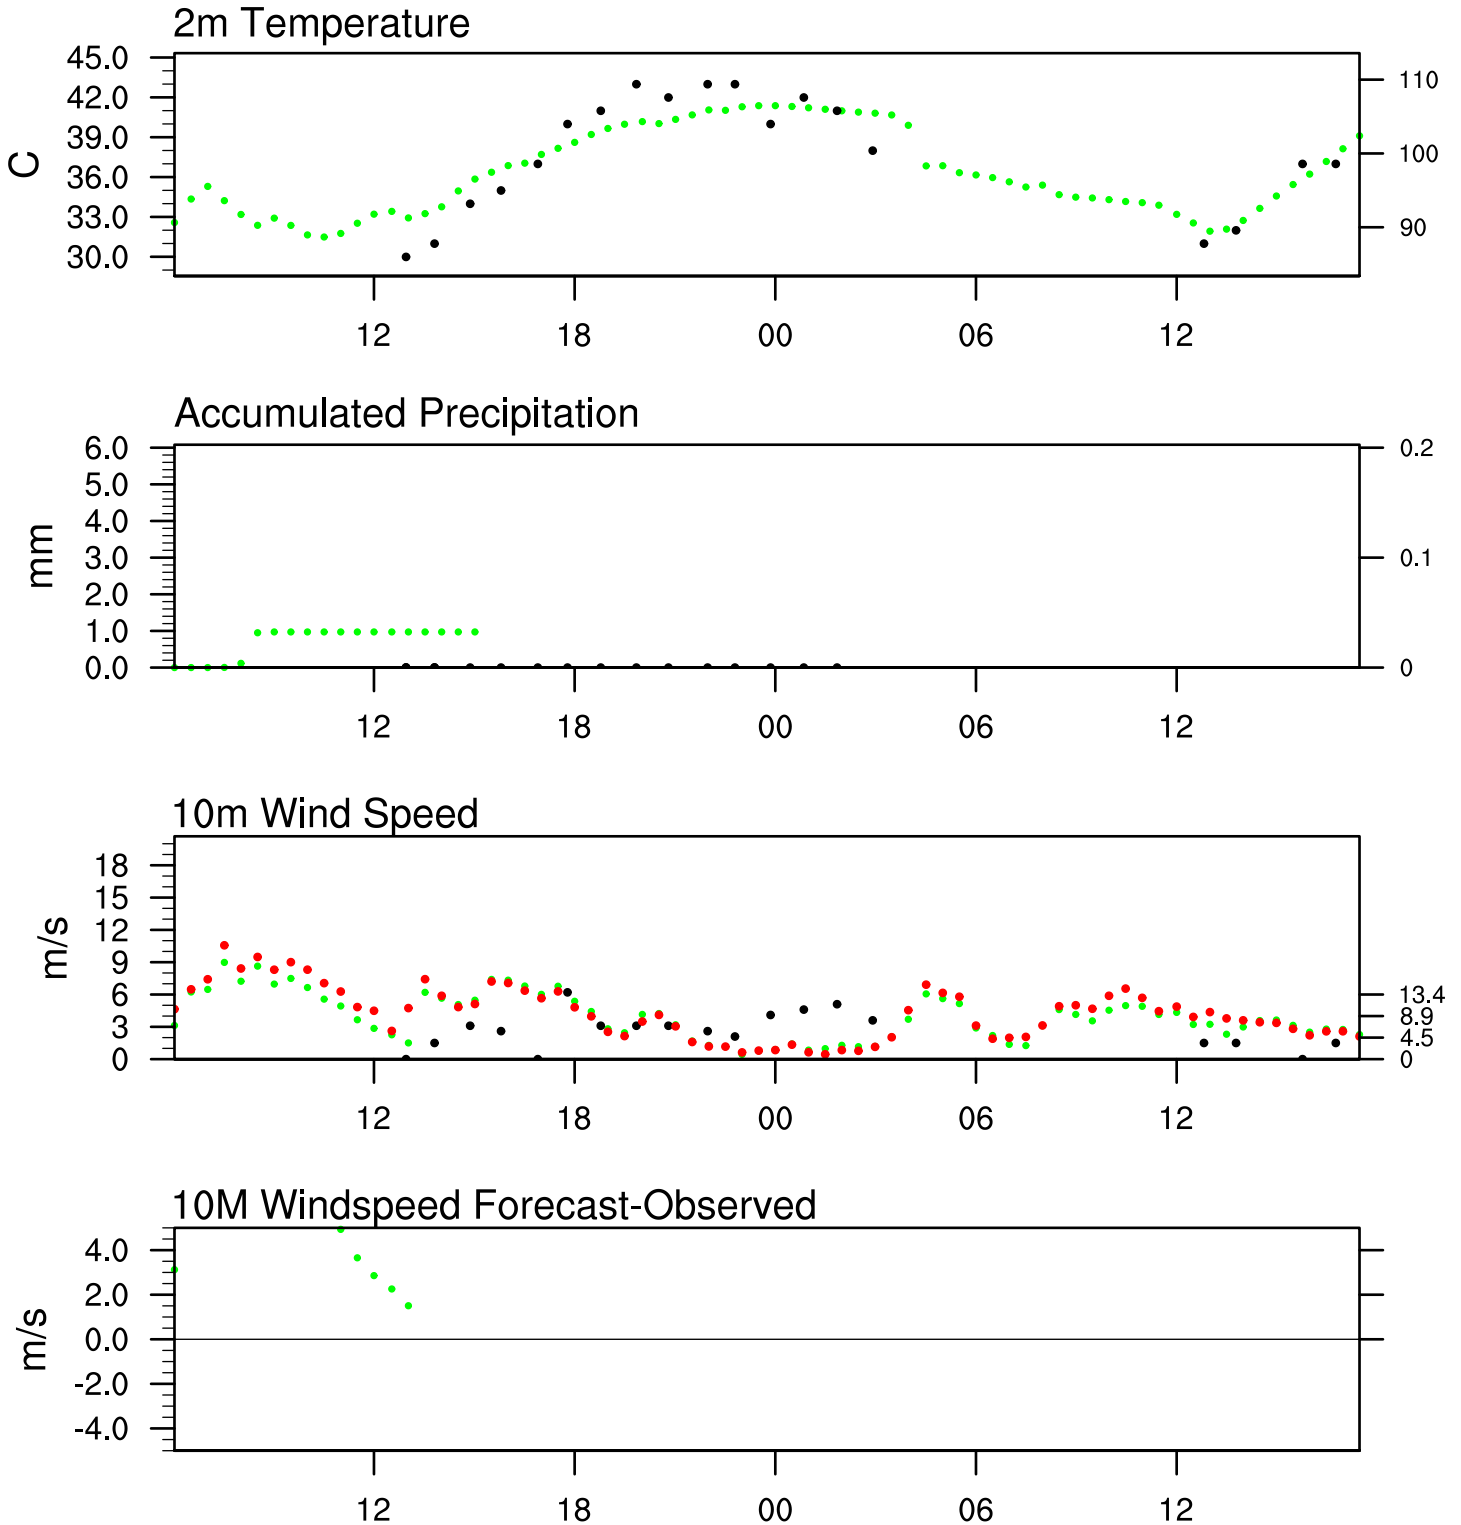 2m Temperature
45.0
42.0
39.0
36.0
33.0
30.0
C
110
100
90
12 18 00 06 12
Accumulated Precipitation
6.0
5.0
4.0
3.0
2.0
1.0
0.0
mm
0.2
0.1
0
12 18 00 06 12
10m Wind Speed
18
15
12
9
6
3
0
m/s
13.4
8.9
4.5
0
12 18 00 06 12
10M Windspeed Forecast-Observed
4.0
2.0
0.0
-2.0
-4.0
m/s
12 18 00 06 12